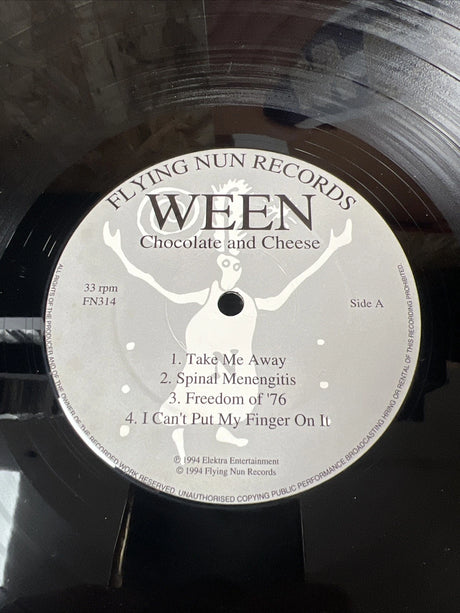 FLYING NUN RECORDS
WEEN
Chocolate and Cheese
33 rpm
FN314
Side A
1. Take Me Away
2. Spinal Menengitis
3. Freedom of '76
4. I Can't Put My Finger On It
℗ 1994 Elektra Entertainment
© 1994 Flying Nun Records
ALL RIGHTS OF THE PRODUCER AND OF THE OWNER OF THE RECORDED WORK RESERVED. UNAUTHORISED COPYING PUBLIC PERFORMANCE BROADCASTING HIRING OR RENTAL OF THIS RECORDING PROHIBITED.
N